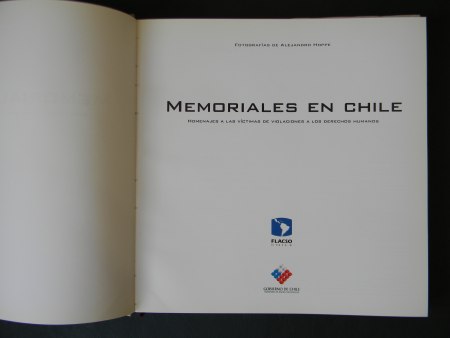 FOTOGRAFÍAS DE ALEJANDRO HOPPE
MEMORIALES EN CHILE
HOMENAJES A LAS VÍCTIMAS DE VIOLACIONES A LOS DERECHOS HUMANOS
FLACSO
GOBIERNO DE CHILE